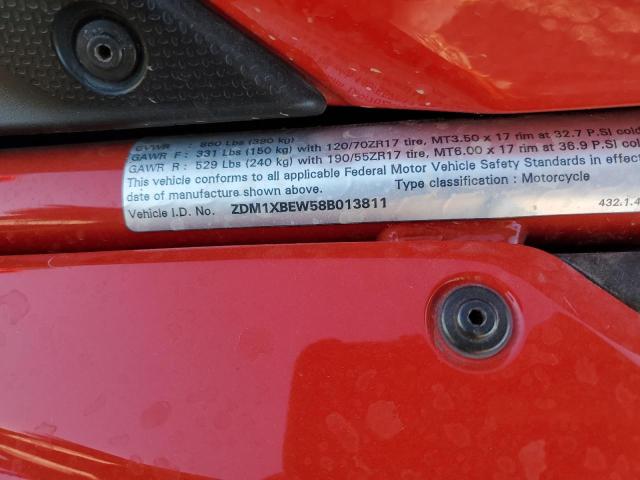 GVWR : 860 Lbs (390 kg)
GAWR F : 331 Lbs (150 kg) with 120/70ZR17 tire, MT3.50 x 17 rim at 32.7 P.SI cold
GAWR R : 529 Lbs (240 kg) with 190/55ZR17 tire, MT6.00 x 17 rim at 36.9 P.SI cold
This vehicle conforms to all applicable Federal Motor Vehicle Safety Standards in effect
date of manufacture shown above. Type classification : Motorcycle
Vehicle I.D. No. ZDM1XBEW58B013811 432.1.4